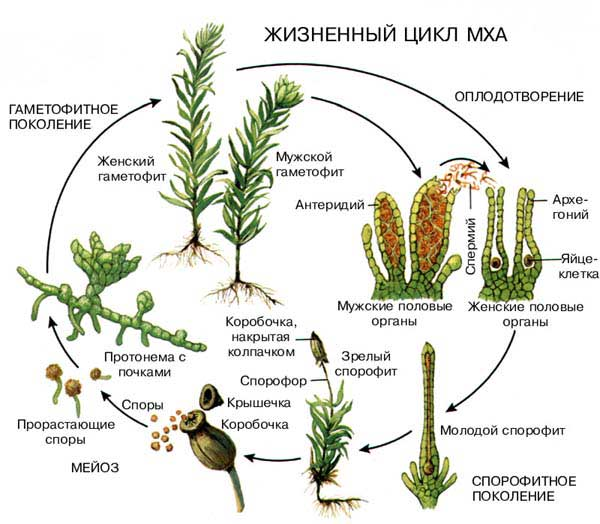 ЖИЗНЕННЫЙ ЦИКЛ МХА
ГАМЕТОФИТНОЕ
ПОКОЛЕНИЕ
ОПЛОДОТВОРЕНИЕ
Женский
гаметофит
Мужской
гаметофит
Антеридий
Спермий
Архе-
гоний
Яйце-
клетка
Мужские половые
органы
Женские половые
органы
Протонема с
почками
Коробочка,
накрытая
колпачком
Зрелый
спорофит
Спорофор
Споры
Крышечка
Коробочка
Прорастающие
споры
Молодой спорофит
МЕЙОЗ
СПОРОФИТНОЕ
ПОКОЛЕНИЕ